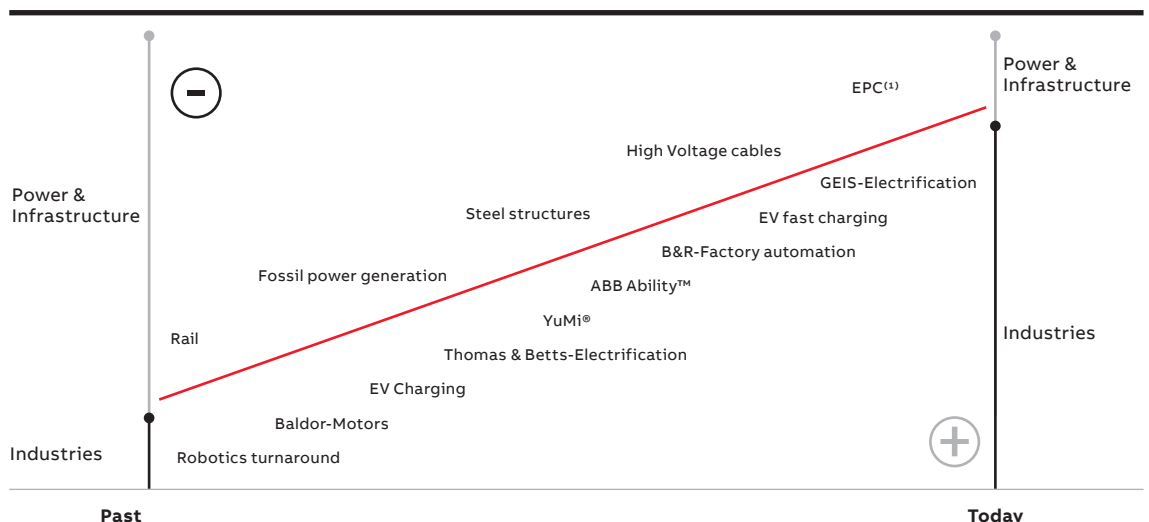 Power &
Infrastructure
EPC⁽¹⁾
High Voltage cables
GEIS-Electrification
Power &
Infrastructure
Steel structures
EV fast charging
B&R-Factory automation
Fossil power generation
ABB Ability™
YuMi®
Rail
Industries
Thomas & Betts-Electrification
EV Charging
Baldor-Motors
Industries
Robotics turnaround
Past
Today